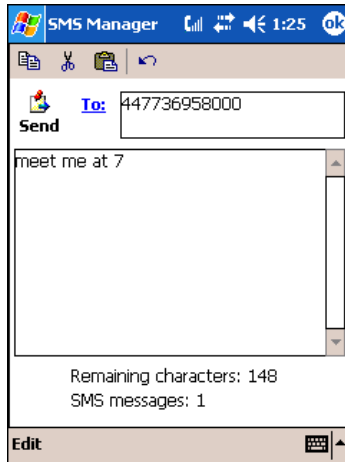 SMS Manager 1:25 ok
Send To: 447736958000
meet me at 7
Remaining characters: 148
SMS messages: 1
Edit